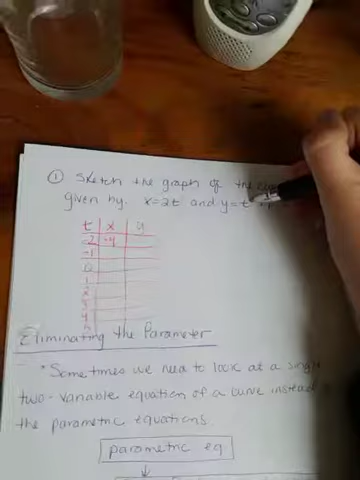 ① Sketch the graph of the
given by x=2t and y=t
t x y
-2 -4
-1
0
1
2
3
4
5
Eliminating the Parameter
*Sometimes we need to look at a single
two-variable equation of a curve instead
the parametric equations.
parametric eq